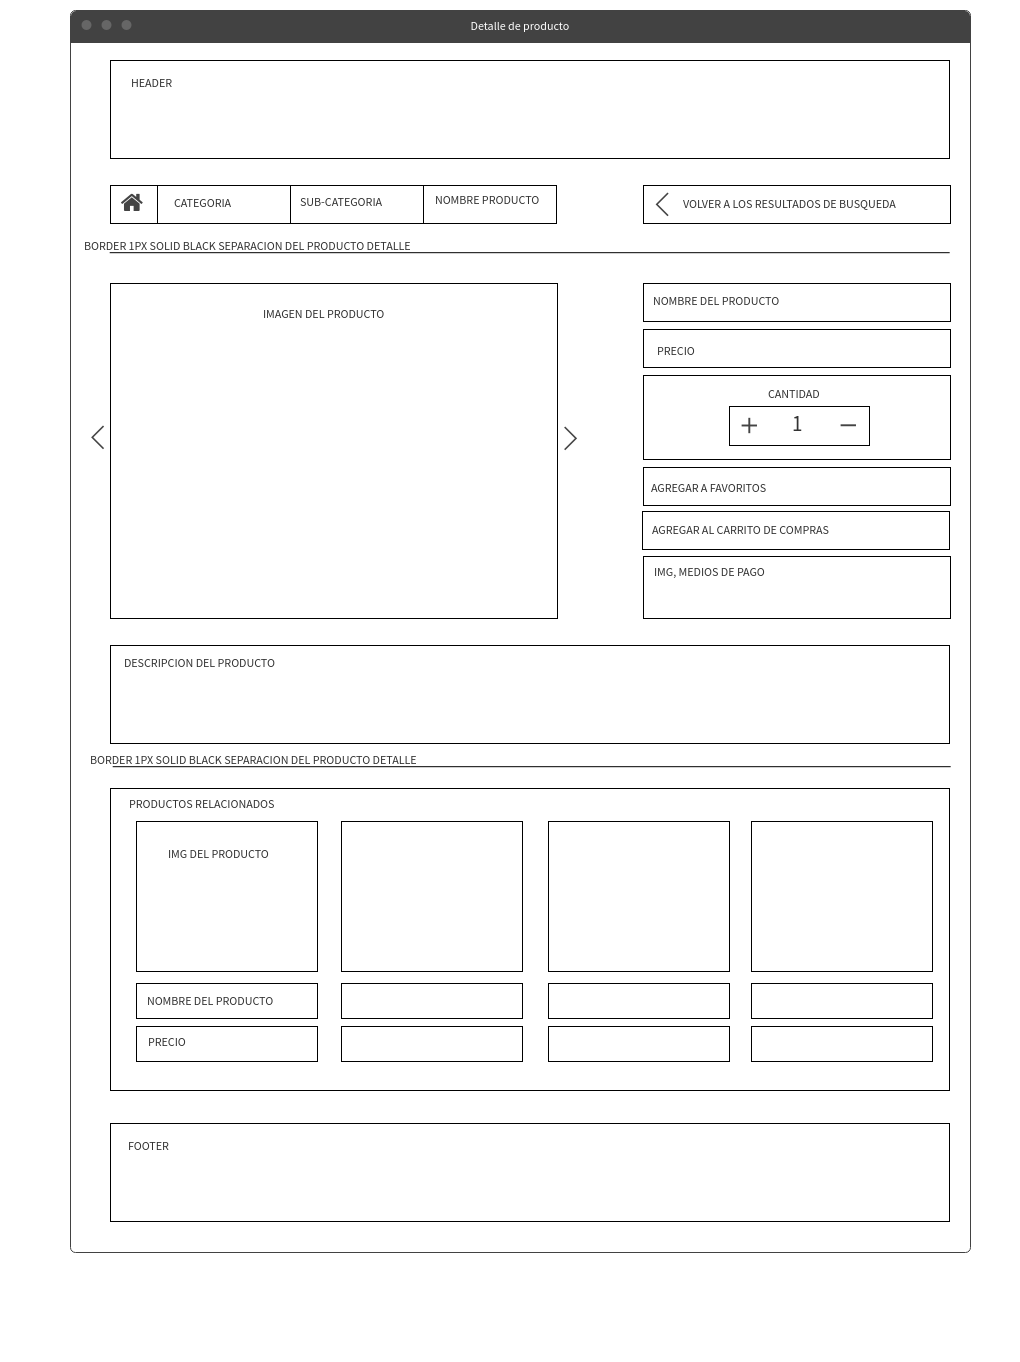 Detalle de producto
HEADER
CATEGORIA
SUB-CATEGORIA
NOMBRE PRODUCTO
VOLVER A LOS RESULTADOS DE BUSQUEDA
BORDER 1PX SOLID BLACK SEPARACION DEL PRODUCTO DETALLE
IMAGEN DEL PRODUCTO
NOMBRE DEL PRODUCTO
PRECIO
CANTIDAD
+ 1 −
AGREGAR A FAVORITOS
AGREGAR AL CARRITO DE COMPRAS
IMG, MEDIOS DE PAGO
DESCRIPCION DEL PRODUCTO
BORDER 1PX SOLID BLACK SEPARACION DEL PRODUCTO DETALLE
PRODUCTOS RELACIONADOS
IMG DEL PRODUCTO
NOMBRE DEL PRODUCTO
PRECIO
FOOTER